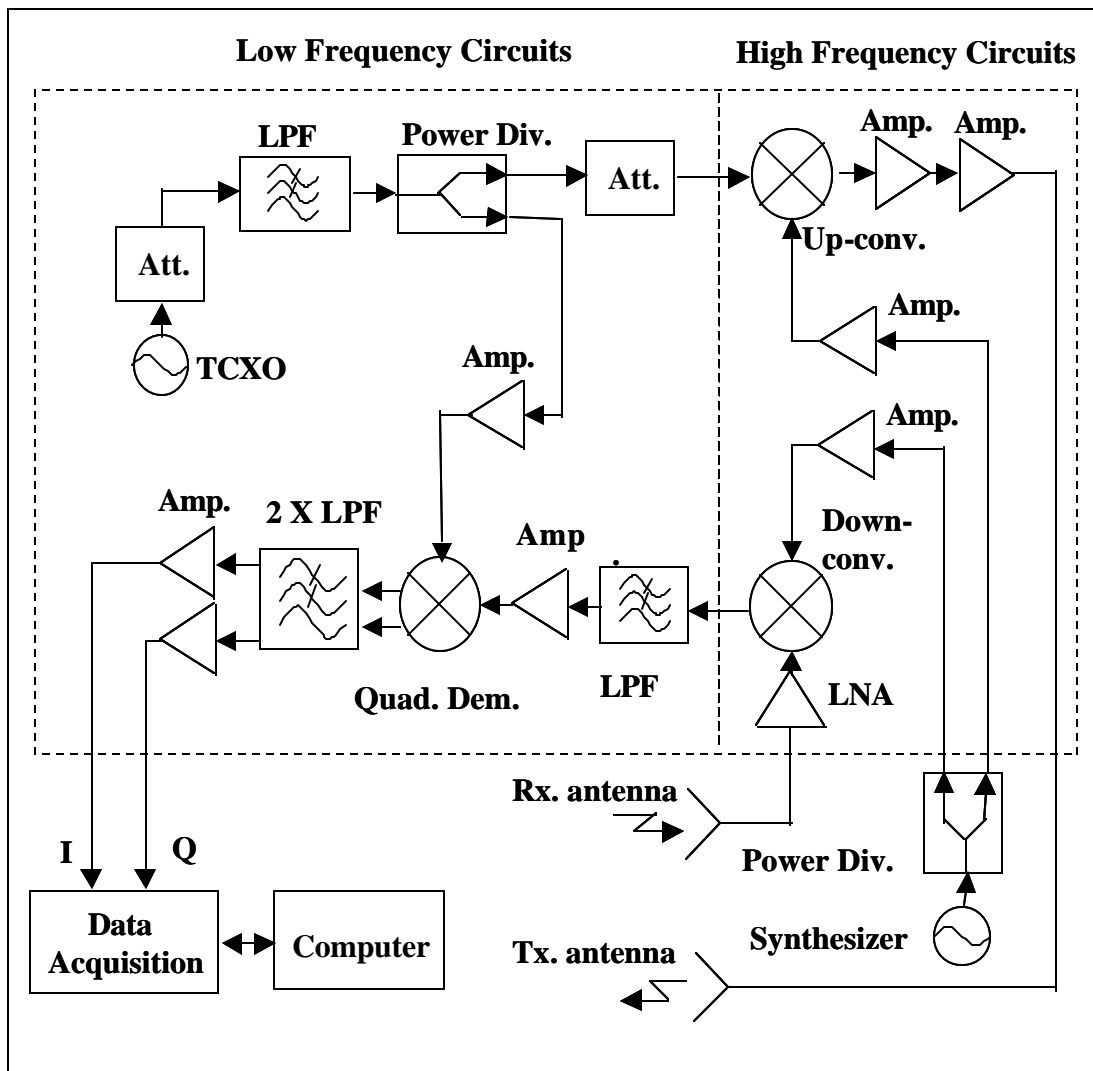 Low Frequency Circuits
High Frequency Circuits
LPF
Power Div.
Att.
Amp.
Amp.
Att.
Up-conv.
TCXO
Amp.
Amp.
Amp.
Amp.
2 X LPF
Amp
.
Down-
conv.
Quad. Dem.
LPF
LNA
Rx. antenna
I
Q
Power Div.
Data
Acquisition
Computer
Synthesizer
Tx. antenna